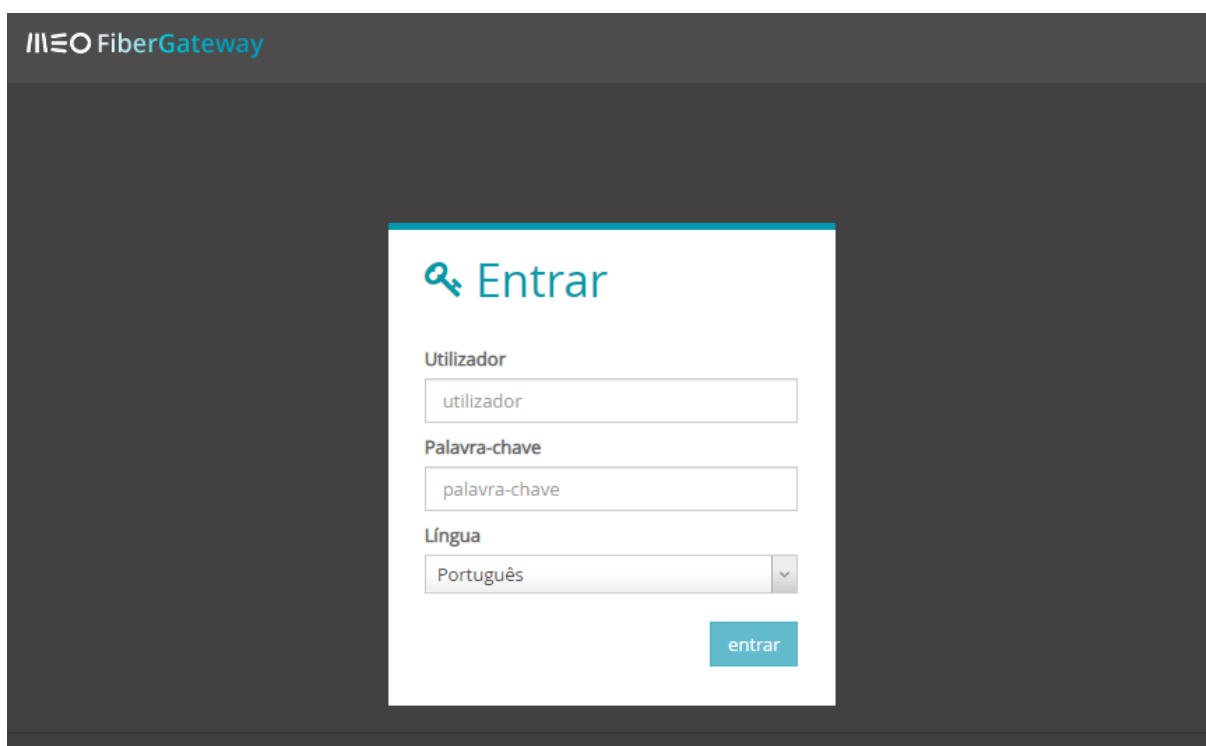 MEO FiberGateway
Entrar
Utilizador
utilizador
Palavra-chave
palavra-chave
Língua
Português
entrar